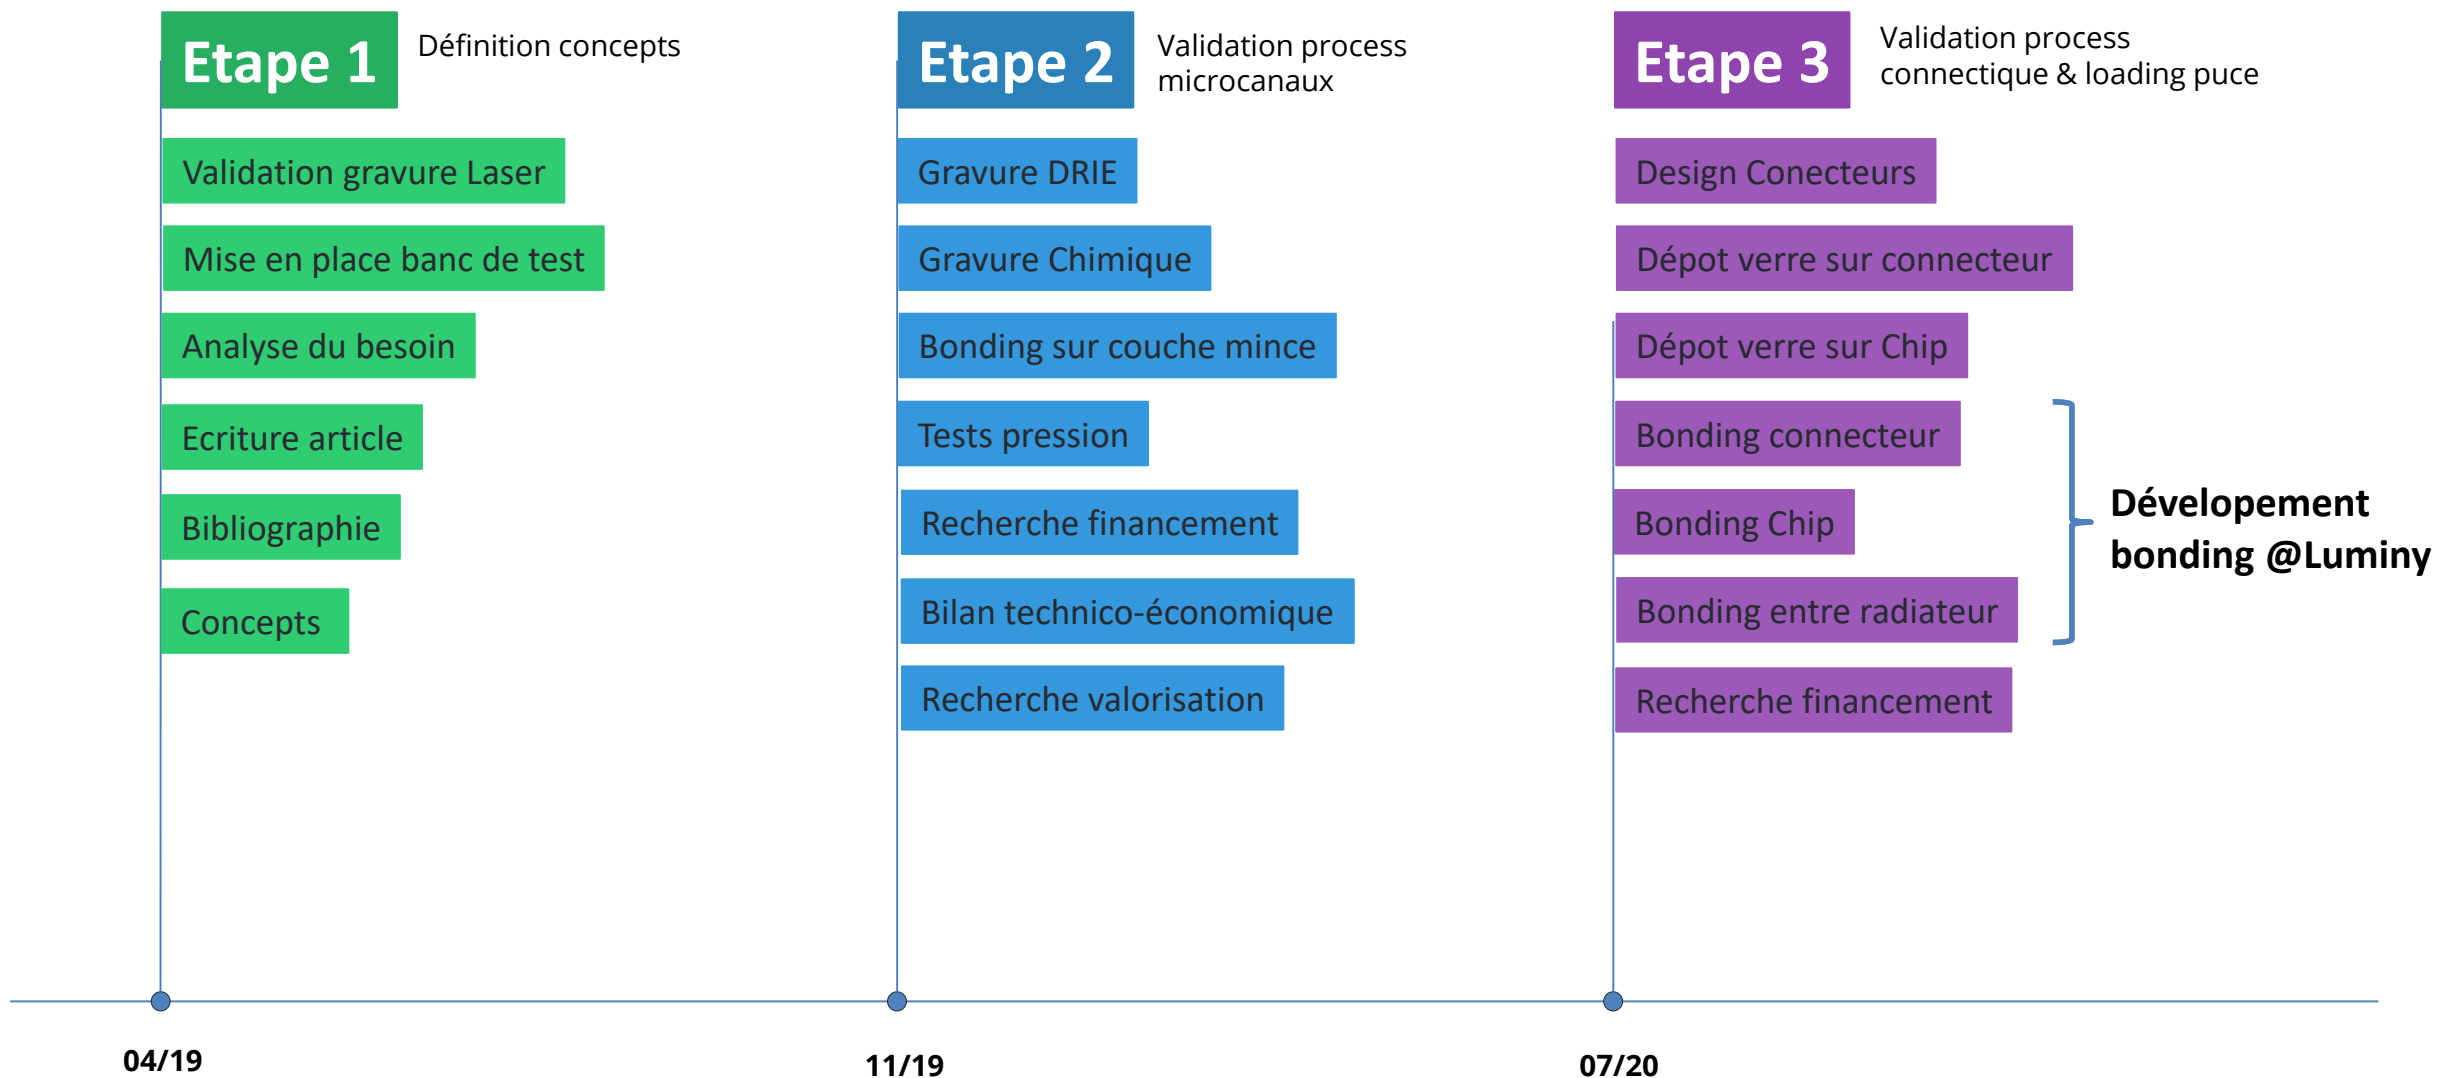 Etape 1
Définition concepts
Validation gravure Laser
Mise en place banc de test
Analyse du besoin
Ecriture article
Bibliographie
Concepts
Etape 2
Validation process
microcanaux
Gravure DRIE
Gravure Chimique
Bonding sur couche mince
Tests pression
Recherche financement
Bilan technico-économique
Recherche valorisation
Etape 3
Validation process
connectique & loading puce
Design Conecteurs
Dépot verre sur connecteur
Dépot verre sur Chip
Bonding connecteur
Bonding Chip
Bonding entre radiateur
Recherche financement
Dévelopement
bonding @Luminy
04/19
11/19
07/20